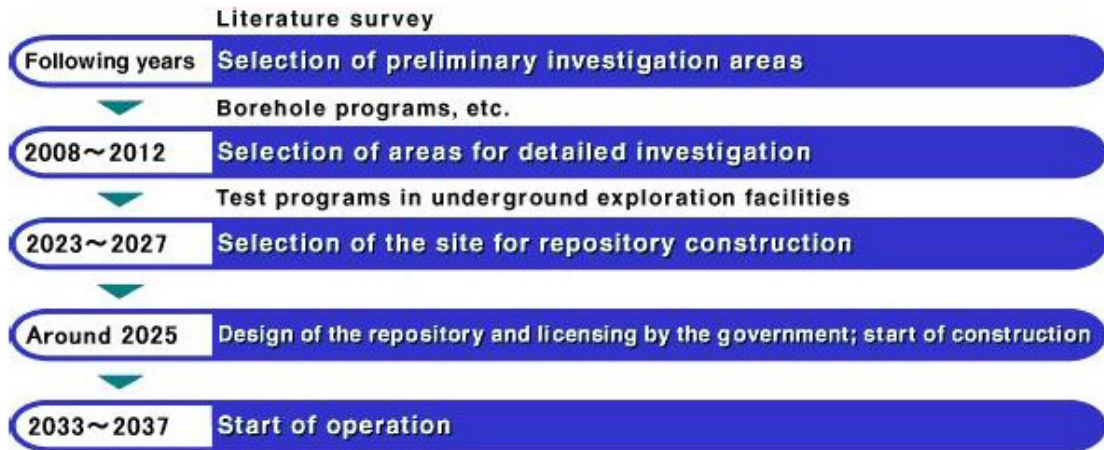 Literature survey
Following years Selection of preliminary investigation areas
Borehole programs, etc.
2008～2012 Selection of areas for detailed investigation
Test programs in underground exploration facilities
2023～2027 Selection of the site for repository construction
Around 2025 Design of the repository and licensing by the government; start of construction
2033～2037 Start of operation